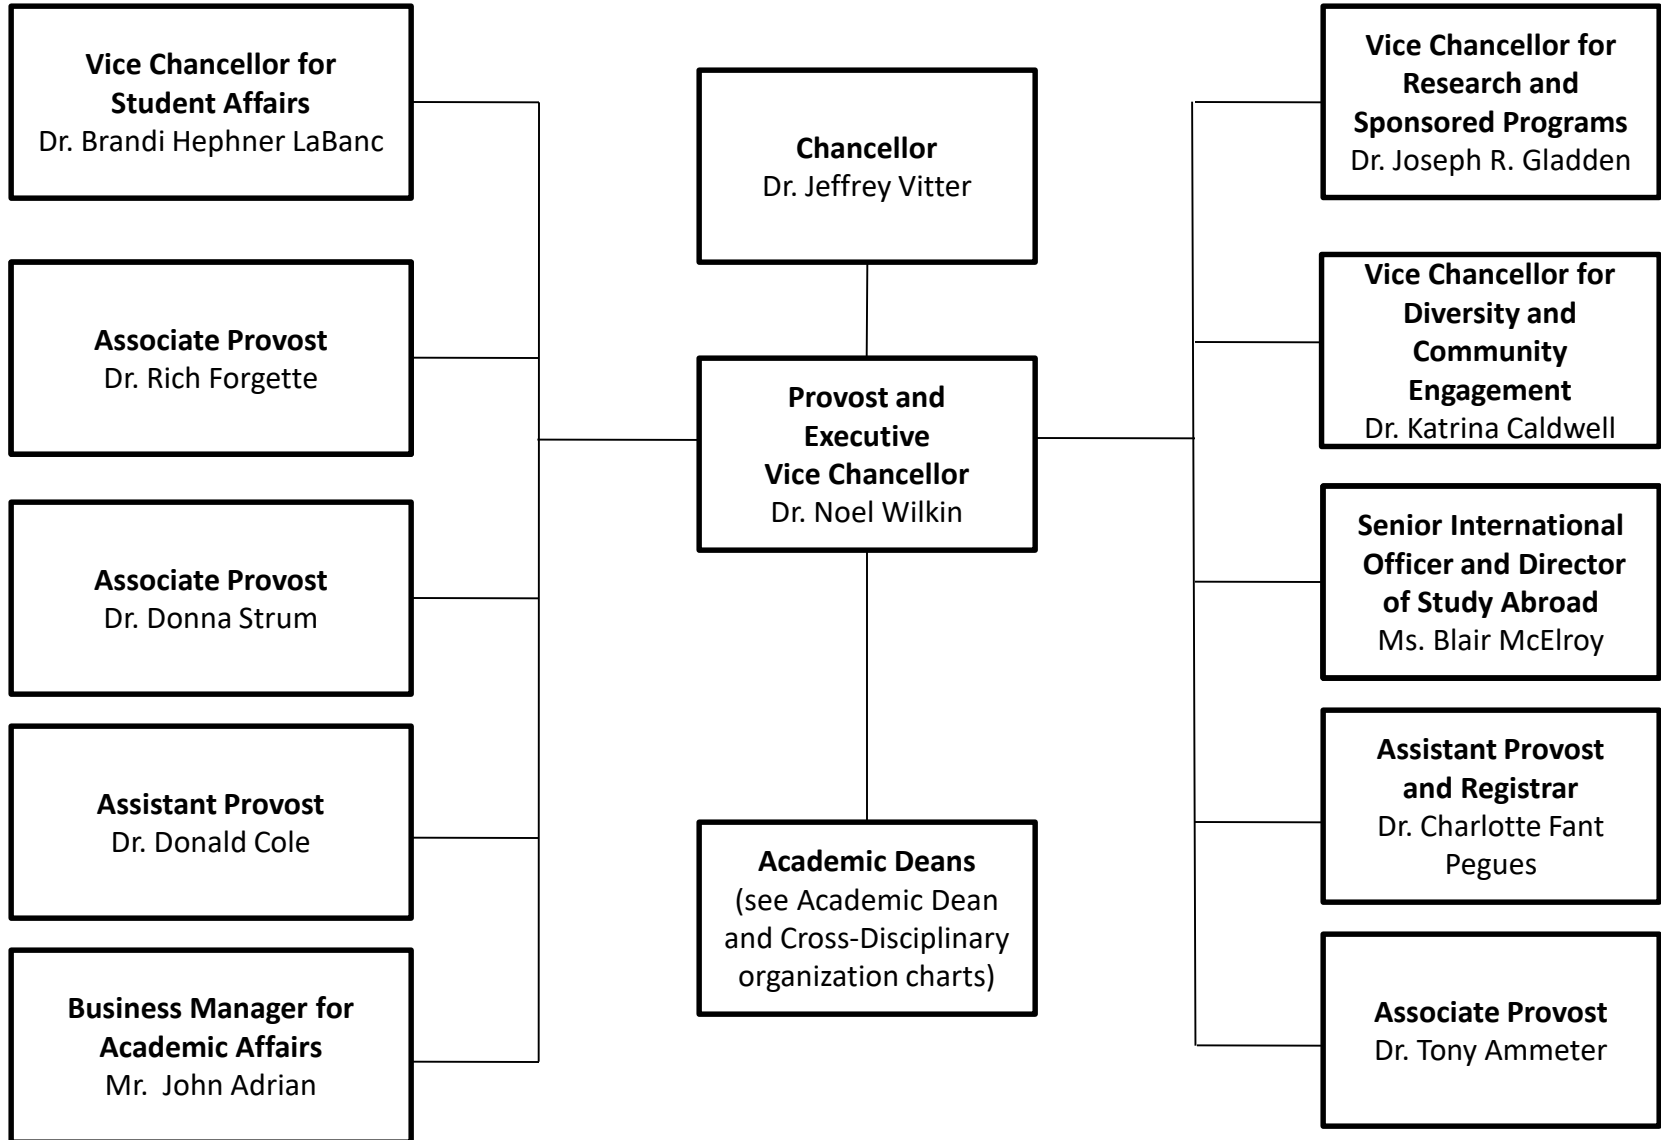 Vice Chancellor for
Student Affairs
Dr. Brandi Hephner LaBanc
Associate Provost
Dr. Rich Forgette
Associate Provost
Dr. Donna Strum
Assistant Provost
Dr. Donald Cole
Business Manager for
Academic Affairs
Mr. John Adrian
Chancellor
Dr. Jeffrey Vitter
Provost and
Executive
Vice Chancellor
Dr. Noel Wilkin
Academic Deans
(see Academic Dean
and Cross-Disciplinary
organization charts)
Vice Chancellor for
Research and
Sponsored Programs
Dr. Joseph R. Gladden
Vice Chancellor for
Diversity and
Community
Engagement
Dr. Katrina Caldwell
Senior International
Officer and Director
of Study Abroad
Ms. Blair McElroy
Assistant Provost
and Registrar
Dr. Charlotte Fant
Pegues
Associate Provost
Dr. Tony Ammeter